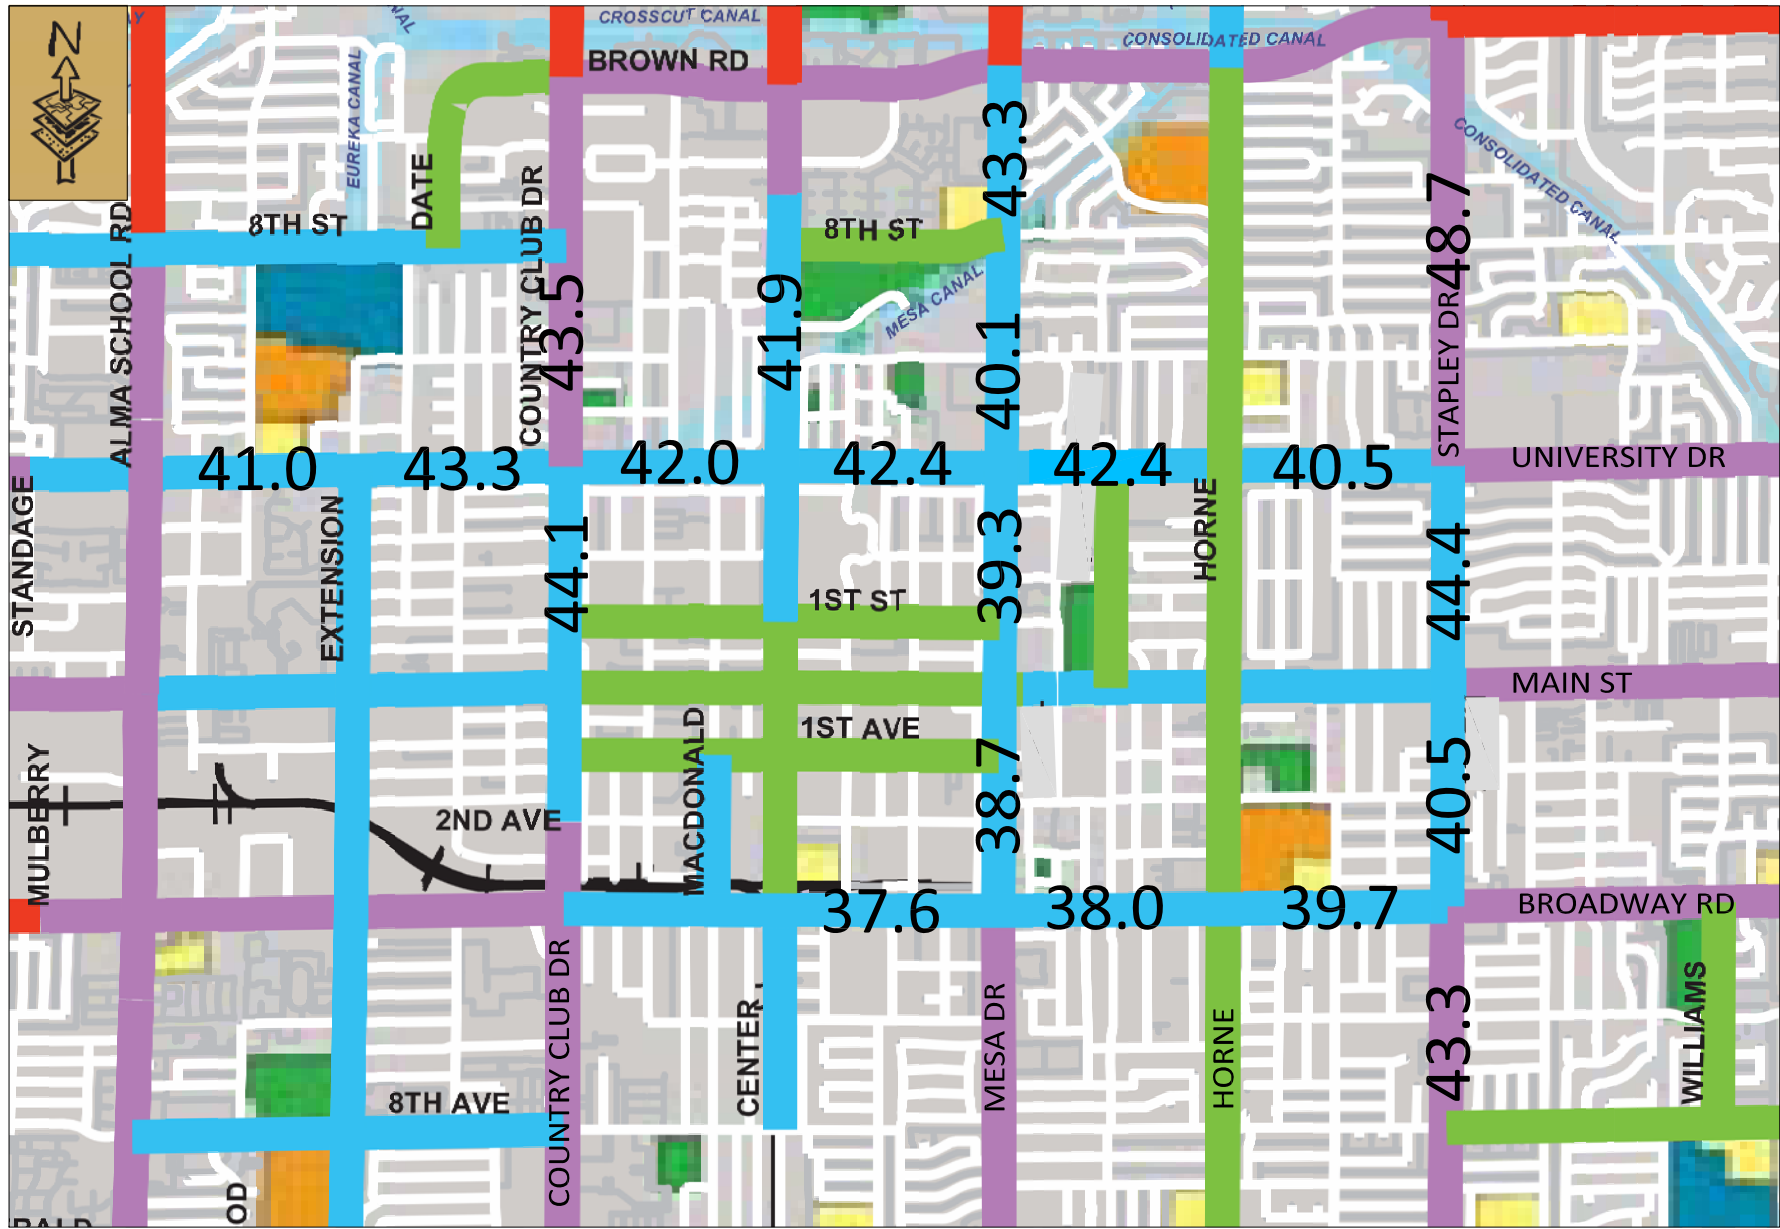 N
AY
NAL
CROSSCUT CANAL
CONSOLIDATED CANAL
BROWN RD
EUREKA CANAL
43.3
CONSOLIDATED CANAL
DATE
COUNTRY CLUB DR
48.7
ALMA SCHOOL RD
8TH ST
8TH ST
MESA CANAL
43.5
41.9
40.1
STAPLEY DR
41.0
43.3
42.0
42.4
42.4
40.5
UNIVERSITY DR
STANDAGE
EXTENSION
44.1
39.3
HORNE
44.4
1ST ST
MAIN ST
1ST AVE
MULBERRY
MACDONALD
38.7
40.5
2ND AVE
37.6
38.0
39.7
BROADWAY RD
COUNTRY CLUB DR
CENTER
MESA DR
HORNE
43.3
WILLIAMS
8TH AVE
OD
BALD